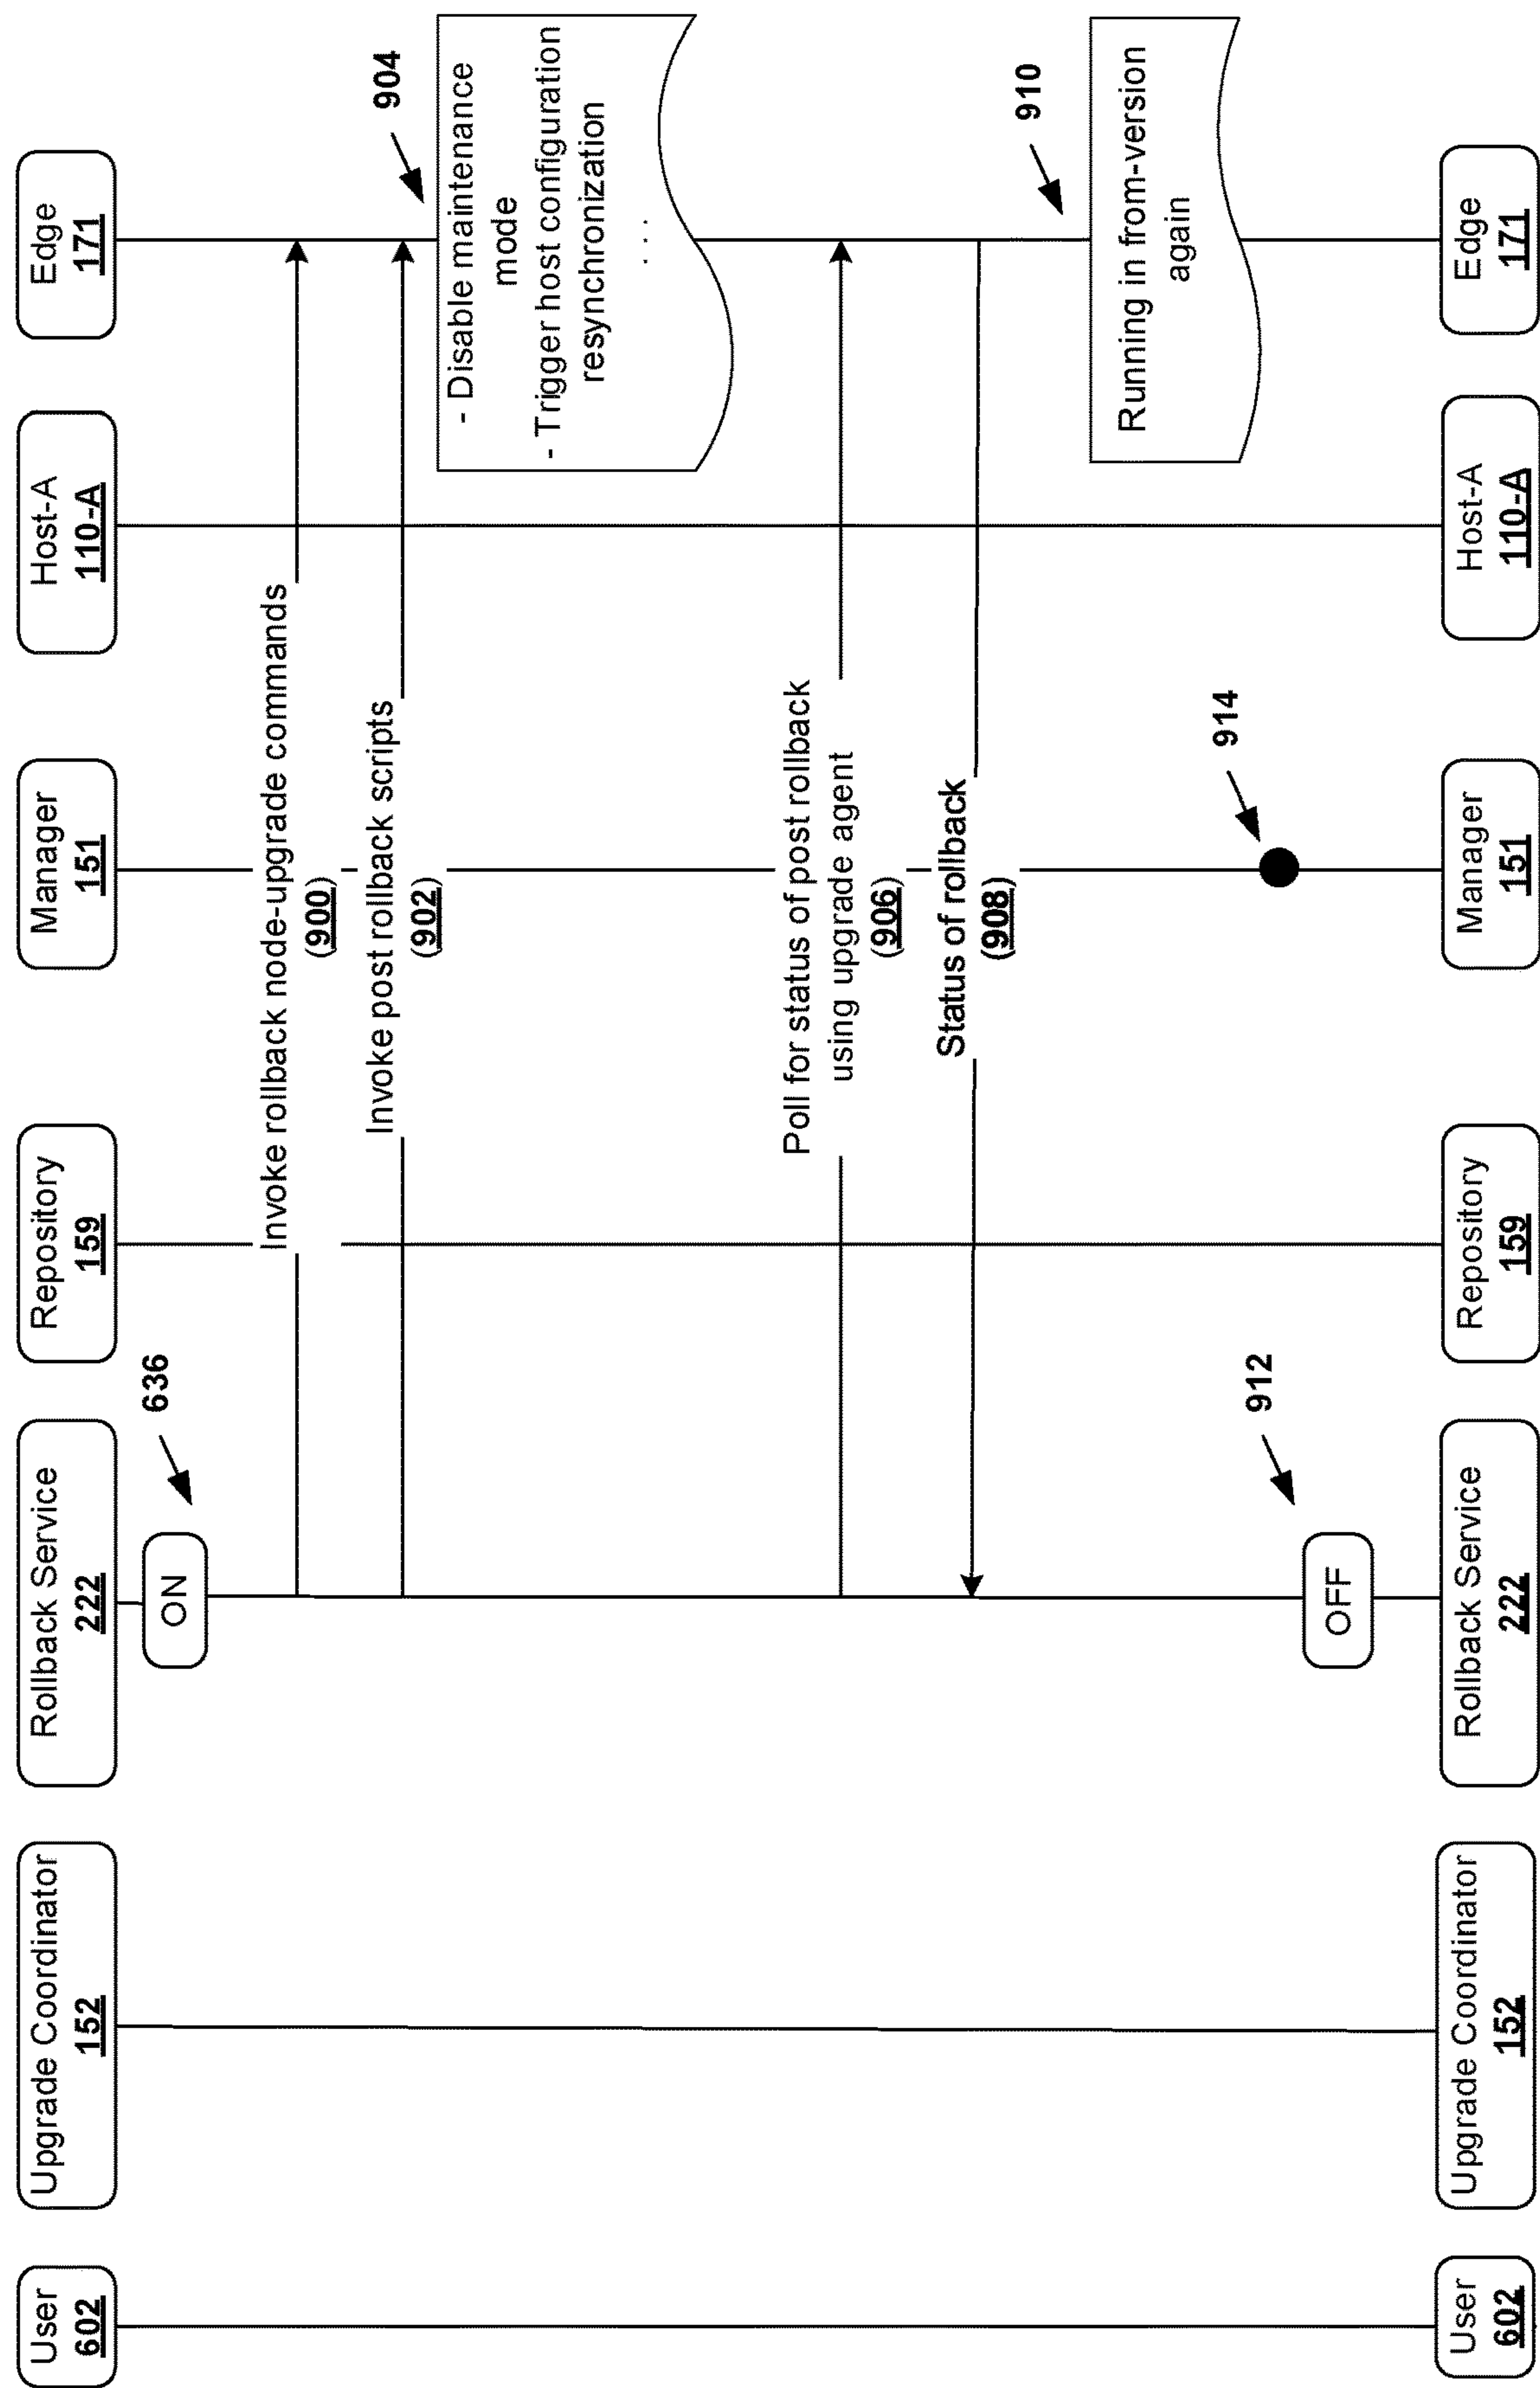 User
602
Upgrade Coordinator
152
Rollback Service
222
Repository
159
Manager
151
Host-A
110-A
Edge
171
ON
636
Invoke rollback node-upgrade commands
(900)
Invoke post rollback scripts
(902)
904
- Disable maintenance
mode
- Trigger host configuration
resynchronization
. . .
Poll for status of post rollback
using upgrade agent
(906)
Status of rollback
(908)
910
Running in from-version
again
914
912
OFF
User
602
Upgrade Coordinator
152
Rollback Service
222
Repository
159
Manager
151
Host-A
110-A
Edge
171